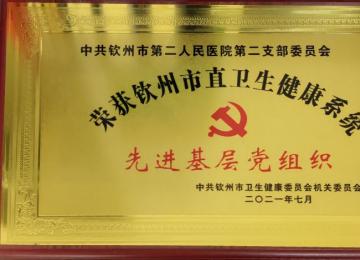 中共钦州市第二人民医院第二支部委员会
荣获钦州市直卫生健康系统
先进基层党组织
中共钦州市卫生健康委员会机关委员会
二〇二一年七月